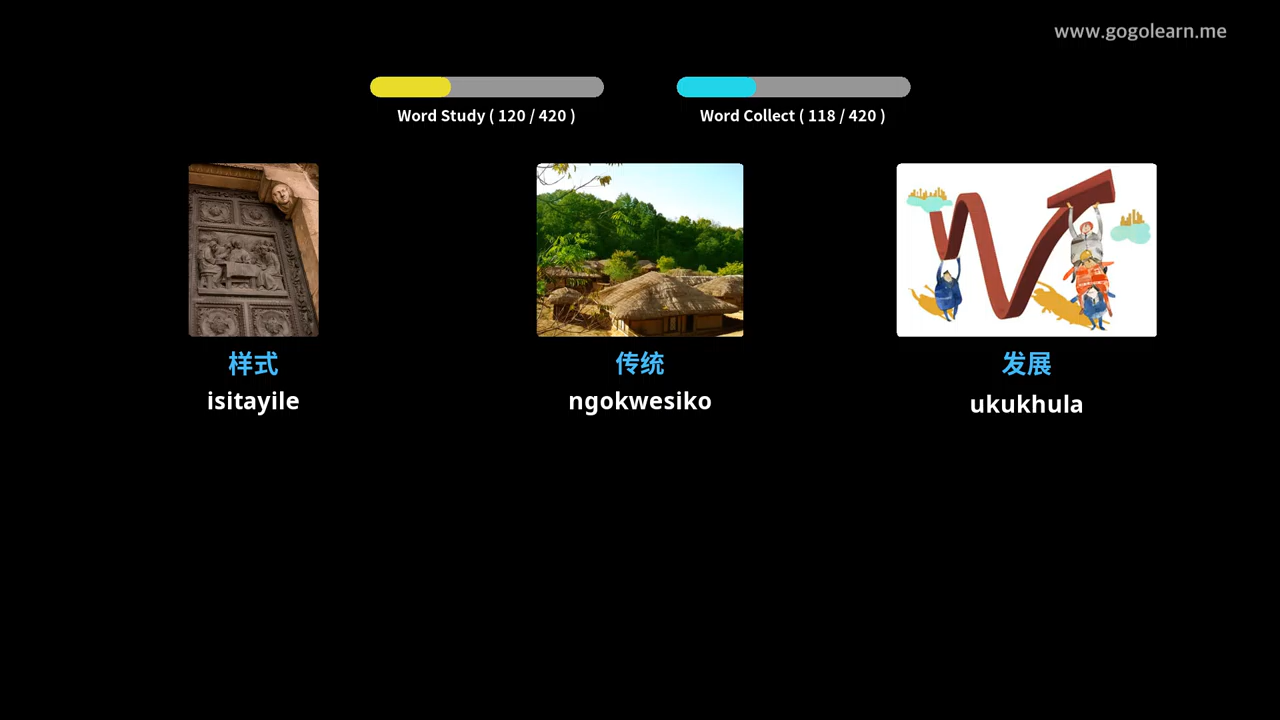 www.gogolearn.me
Word Study ( 120 / 420 )
Word Collect ( 118 / 420 )
样式
isitayile
传统
ngokwesiko
发展
ukukhula